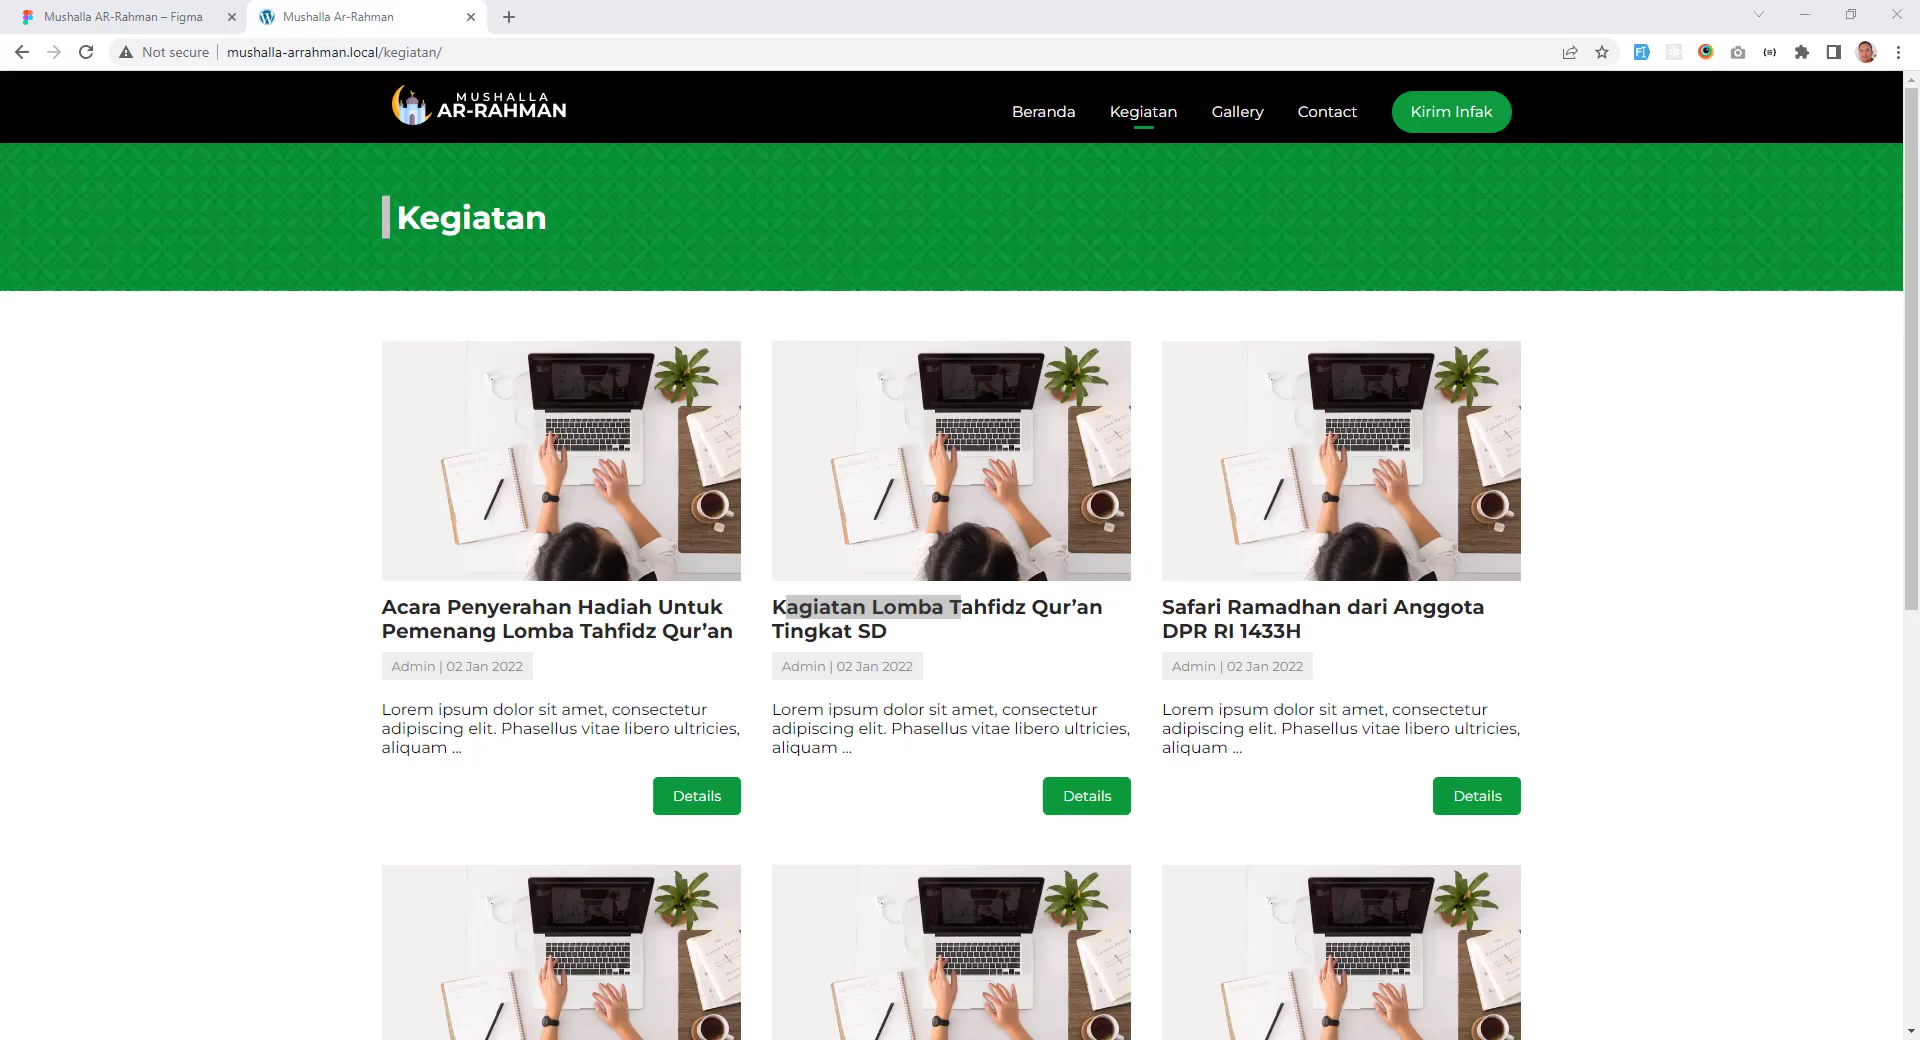 Mushalla AR-Rahman – Figma
Mushalla Ar-Rahman
Not secure
mushalla-arrahman.local/kegiatan/
MUSHALLA
AR-RAHMAN
Beranda
Kegiatan
Gallery
Contact
Kirim Infak
Kegiatan
Acara Penyerahan Hadiah Untuk
Pemenang Lomba Tahfidz Qur’an
Admin | 02 Jan 2022
Lorem ipsum dolor sit amet, consectetur
adipiscing elit. Phasellus vitae libero ultricies,
aliquam ...
Details
Kagiatan Lomba Tahfidz Qur’an
Tingkat SD
Admin | 02 Jan 2022
Lorem ipsum dolor sit amet, consectetur
adipiscing elit. Phasellus vitae libero ultricies,
aliquam ...
Details
Safari Ramadhan dari Anggota
DPR RI 1433H
Admin | 02 Jan 2022
Lorem ipsum dolor sit amet, consectetur
adipiscing elit. Phasellus vitae libero ultricies,
aliquam ...
Details